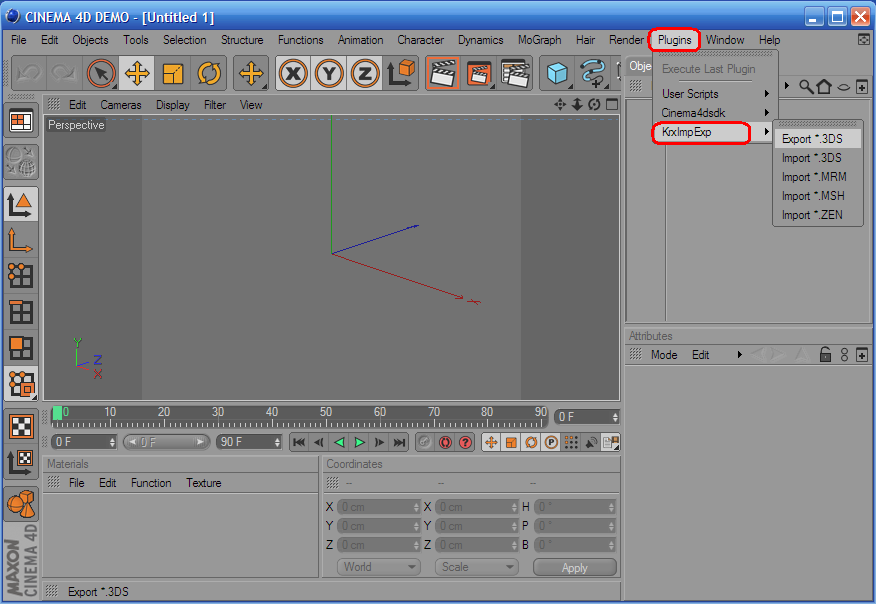 CINEMA 4D DEMO - [Untitled 1]
File Edit Objects Tools Selection Structure Functions Animation Character Dynamics MoGraph Hair Render Plugins Window Help
X Y Z
Obje
Execute Last Plugin
User Scripts
Cinema4dsdk
KrxImpExp
Export *.3DS
Import *.3DS
Import *.MRM
Import *.MSH
Import *.ZEN
Edit Cameras Display Filter View
Perspective
Y
Z
X
Attributes
Mode Edit
0 10 20 30 40 50 60 70 80 90 0 F
0 F 0 F 90 F
P
Materials
File Edit Function Texture
Coordinates
– – –
X 0 cm X 0 cm H 0 °
Y 0 cm Y 0 cm P 0 °
Z 0 cm Z 0 cm B 0 °
World Scale Apply
MAXON
CINEMA 4D
Export *.3DS